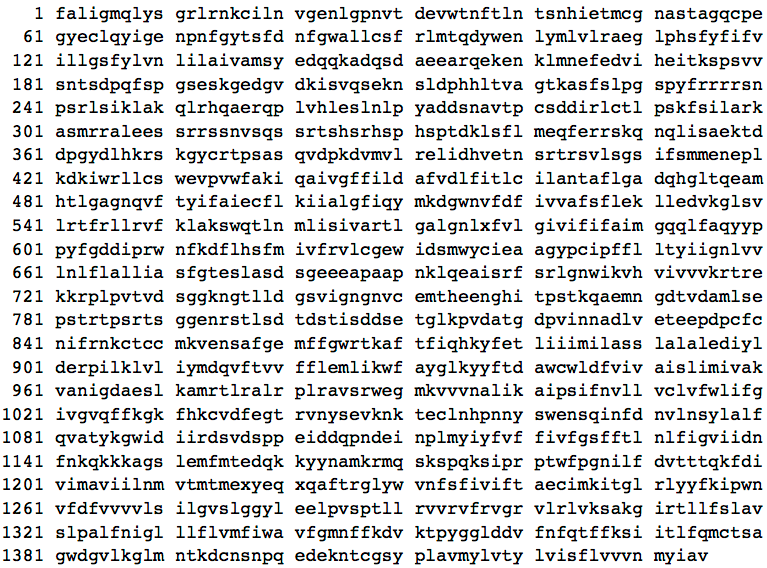 1 faligmqlys grlrnkciln vgenlgpnvt devwtnftln tsnhietmcg nastagqcpe
61 gyeclqyige npnfgytsfd nfgwallcsf rlmtqdywen lymlvlraeg lphsfyfifv
121 illgsfylvn lilaivamsy edqqkadqsd aeearqeken klmnefedvi heitkspsvv
181 sntsdpqfsp gseskgedgv dkisvqsekn sldphhltva gtkasfslpg spyfrrrrsn
241 psrlsiklak qlrhqaerqp lvhleslnlp yaddsnavtp csddirlctl pskfsilark
301 asmrralees srrssnvsqs srtshsrhsp hsptdklsfl meqferrskq nqlisaektd
361 dpgydlhkrs kgycrtpsas qvdpkdvmvl relidhvetn srtrsvlsgs ifsmmenepl
421 kdkiwrllcs wevpvwfaki qaivgffild afvdlfitlc ilantaflga dqhgltqeam
481 htlgagnqvf tyifaiecfl kiialgfiqy mkdgwnvfdf ivvafsflek lledvkglsv
541 lrtfrllrvf klakswqtln mlisivartl galgnlxfvl givififaim gqqlfaqyyp
601 pyfgddiprw nfkdflhsfm ivfrvlcgew idsmwyciea agypcipffl ltyiignlvv
661 lnlflallia sfgteslasd sgeeeapaap nklqeaisrf srlgnwikvh vivvvkrtre
721 kkrplpvtvd sggkngtlld gsvigngnvc emtheenghi tpstkqaemn gdtvdamlse
781 pstrtpsrts ggenrstlsd tdstisddse tglkpvdatg dpvinnadlv eteepdpcfc
841 nifrnkctcc mkvensafge mffgwrtkaf tfiqhkyfet liiimilass lalaediyl
901 derpilklvl iymdqvftvv fflemlikwf ayglkyyftd awcwldfviv aislimivak
961 vanigdaesl kamrtlralr plravsrweg mkvvvnalik aipsifnvll vclvfwlifg
1021 ivgvqffkgk fhkcvdfegt rvnysevknk teclnhpnny swensqinfd nvlnsylalf
1081 qvatykgwid iirdsvdspp eiddqpndei nplmyiyfvf fivfgsfftl nlfigviidn
1141 fnkqkkkags lemfmtedqk kyynamkrmq skspqksipr ptwfpgnilf dvtttqkfdi
1201 vimaviilnm vtmtmexyeq xqaftrglyw vnfsfivift aecimkitgl rlyyfkipwn
1261 vfdfvvvvls ilgvslggyl eelpvsptll rvvrvfrvgr vlrlvksakg irtllfslav
1321 slpalfnigl llflvmfiwa vfgmnffkdv ktpygglddv fnfqtffksi itlfqmctsa
1381 gwdgvlkglm ntkdcnsnpq edekntcgsy plavmylvty lvisflvvvn myiav